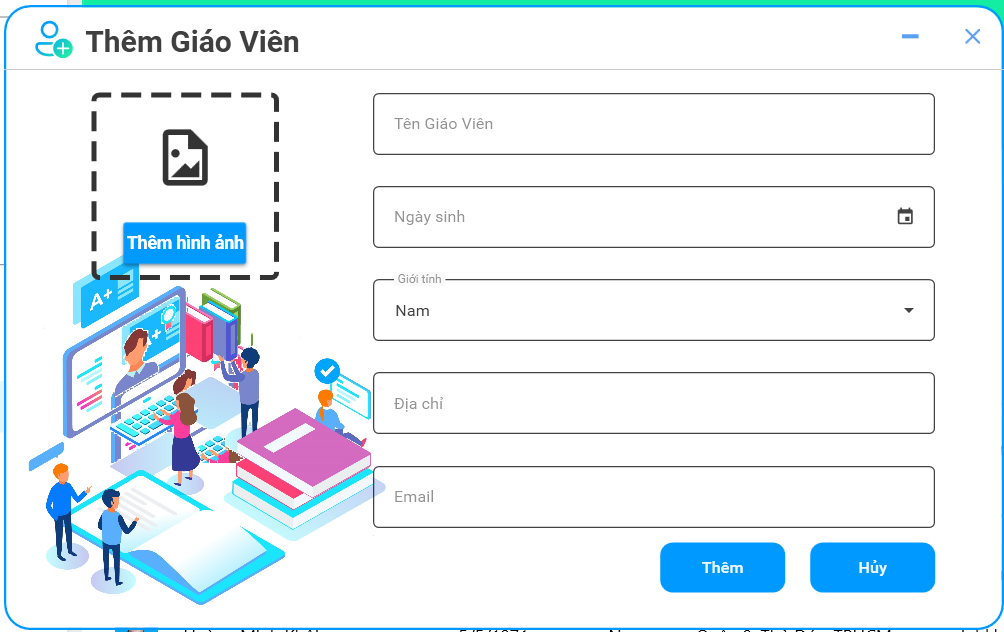 Thêm Giáo Viên
Thêm hình ảnh
A+
Tên Giáo Viên
Ngày sinh
Giới tính
Nam
Địa chỉ
Email
Thêm
Hủy